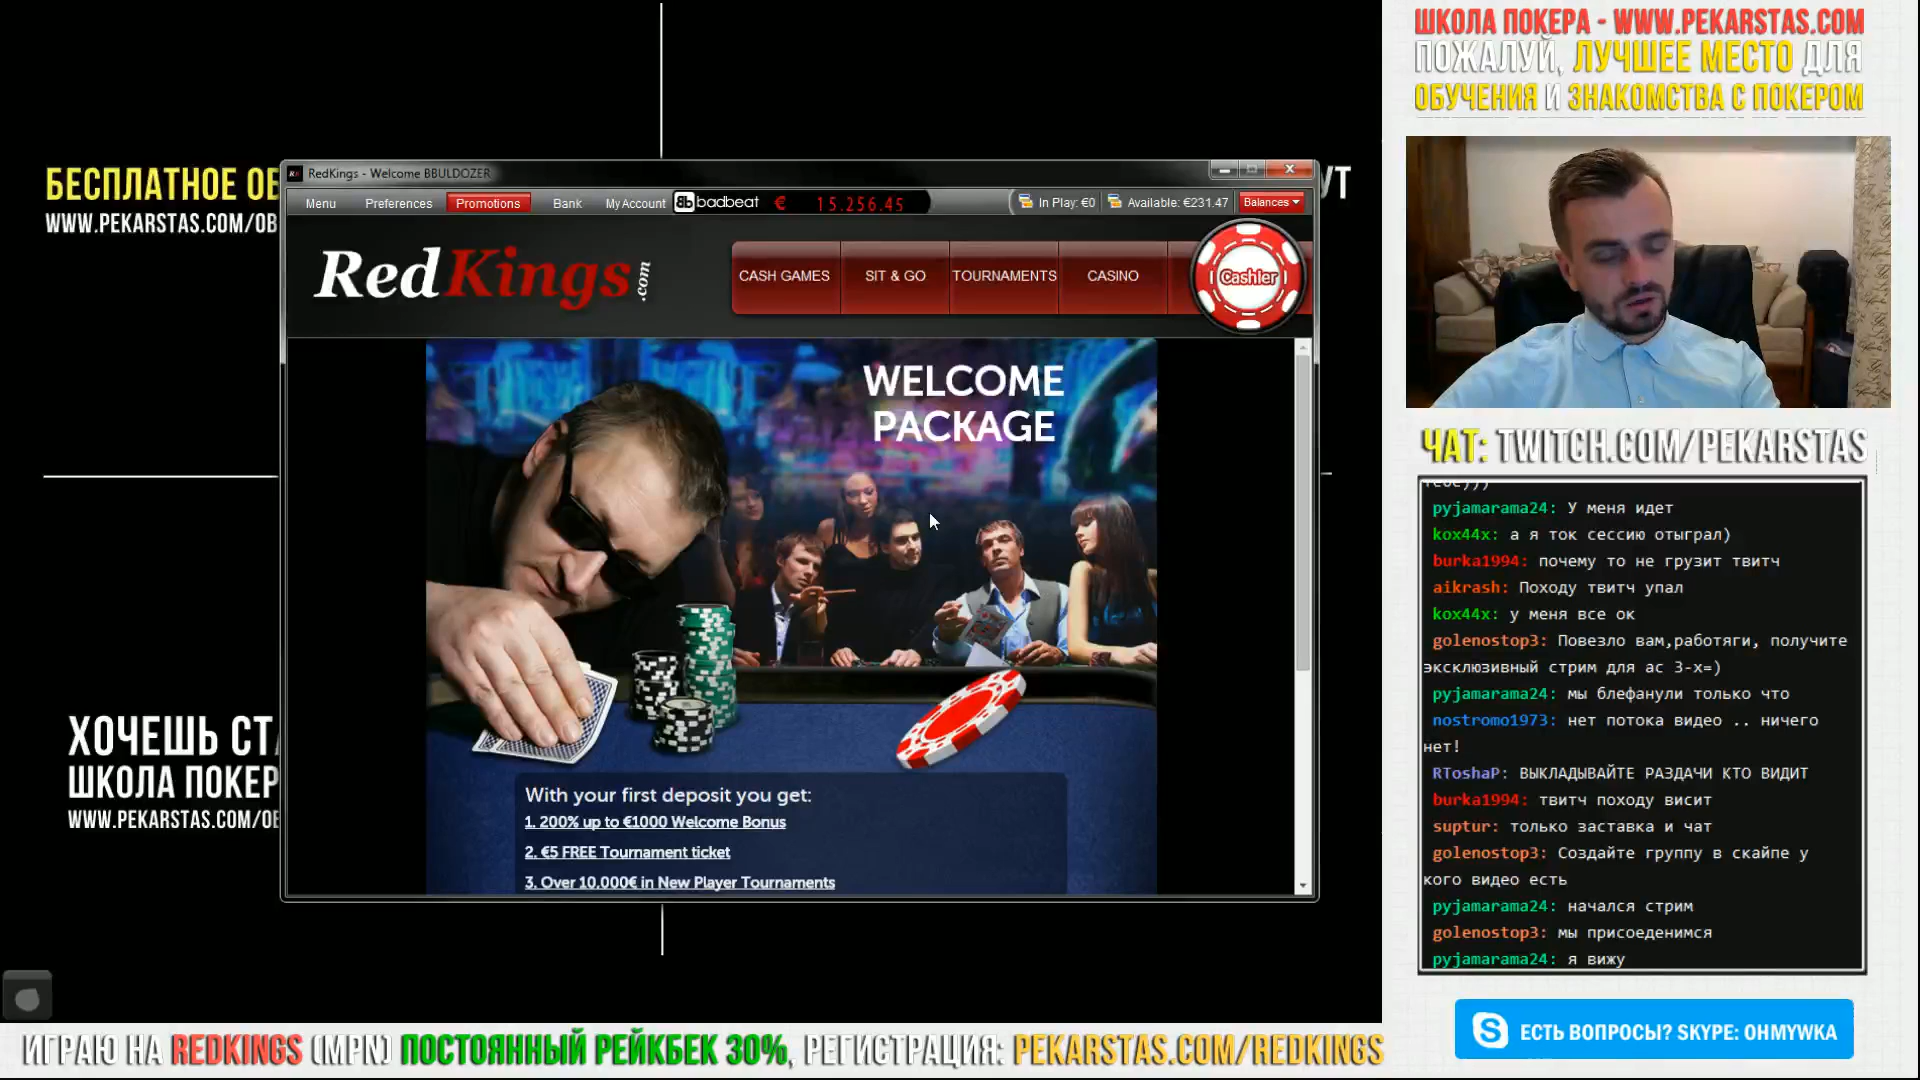 ШКОЛА ПОКЕРА - WWW.PEKARSTAS.COM
ПОЖАЛУЙ, ЛУЧШЕЕ МЕСТО ДЛЯ
ОБУЧЕНИЯ И ЗНАКОМСТВА С ПОКЕРОМ
БЕСПЛАТНОЕ ОБ
WWW.PEKARSTAS.COM/OB
УТ
RedKings - Welcome BBULDOZER
Menu Preferences Promotions Bank My Account badbeat € 15.256.45 In Play: €0 Available: €231.47 Balances
RedKings.com
CASH GAMES SIT & GO TOURNAMENTS CASINO Cashier
WELCOME
PACKAGE
With your first deposit you get:
1. 200% up to €1000 Welcome Bonus
2. €5 FREE Tournament ticket
3. Over 10.000€ in New Player Tournaments
ХОЧЕШЬ СТ
ШКОЛА ПОКЕР
WWW.PEKARSTAS.COM/OB
ЧАТ: TWITCH.COM/PEKARSTAS
тебе)))
pyjamarama24: У меня идет
kox44x: а я ток сессию отыграл)
burka1994: почему то не грузит твитч
aikrash: Походу твитч упал
kox44x: у меня все ок
golenostop3: Повезло вам,работяги, получите
эксклюзивный стрим для ас 3-х=)
pyjamarama24: мы блефанули только что
nostromo1973: нет потока видео .. ничего
нет!
RToshaP: ВЫКЛАДЫВАЙТЕ РАЗДАЧИ КТО ВИДИТ
burka1994: твитч походу висит
suptur: только заставка и чат
golenostop3: Создайте группу в скайпе у
кого видео есть
pyjamarama24: начался стрим
golenostop3: мы присоеденимся
pyjamarama24: я вижу
ЕСТЬ ВОПРОСЫ? SKYPE: OHMYWKA
ИГРАЮ НА REDKINGS (MPN) ПОСТОЯННЫЙ РЕЙКБЕК 30%, РЕГИСТРАЦИЯ: PEKARSTAS.COM/REDKINGS